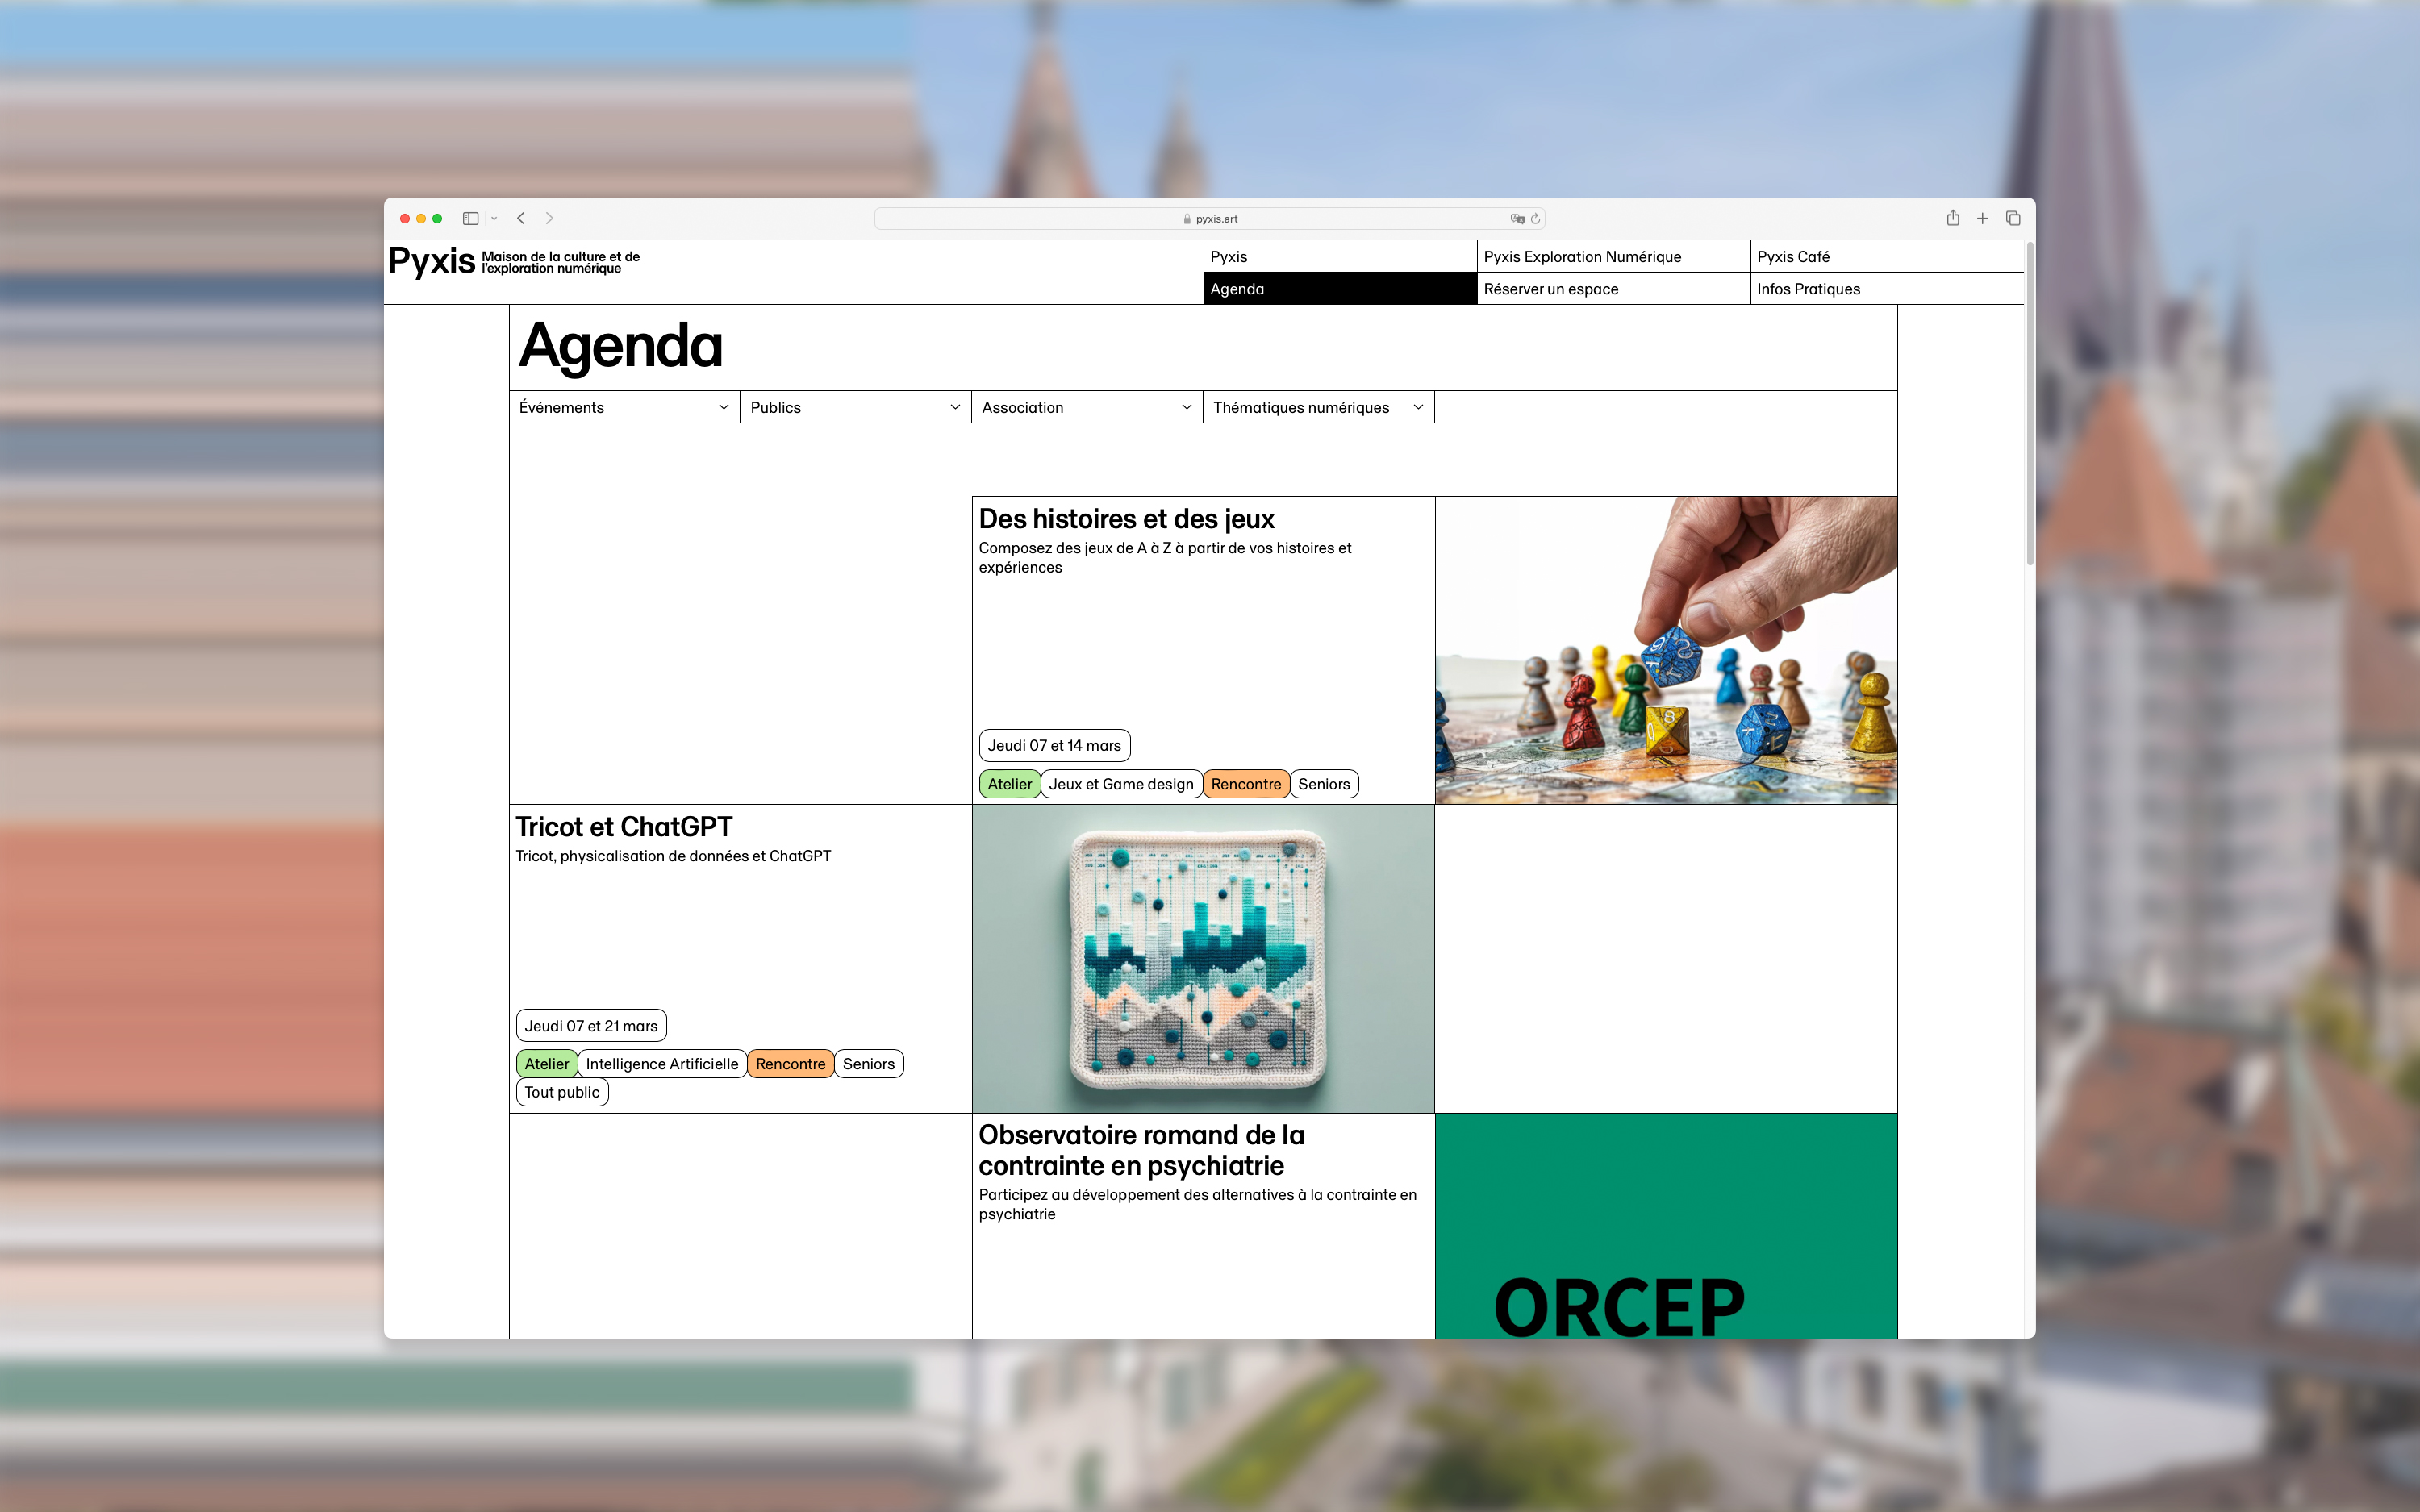 pyxis.art
Pyxis
Maison de la culture et de
l'exploration numérique
Pyxis
Pyxis Exploration Numérique
Pyxis Café
Agenda
Réserver un espace
Infos Pratiques
Agenda
Événements
Publics
Association
Thématiques numériques
Des histoires et des jeux
Composez des jeux de A à Z à partir de vos histoires et
expériences
Jeudi 07 et 14 mars
Atelier
Jeux et Game design
Rencontre
Seniors
Tricot et ChatGPT
Tricot, physicalisation de données et ChatGPT
Jeudi 07 et 21 mars
Atelier
Intelligence Artificielle
Rencontre
Seniors
Tout public
Observatoire romand de la
contrainte en psychiatrie
Participez au développement des alternatives à la contrainte en
psychiatrie
ORCEP